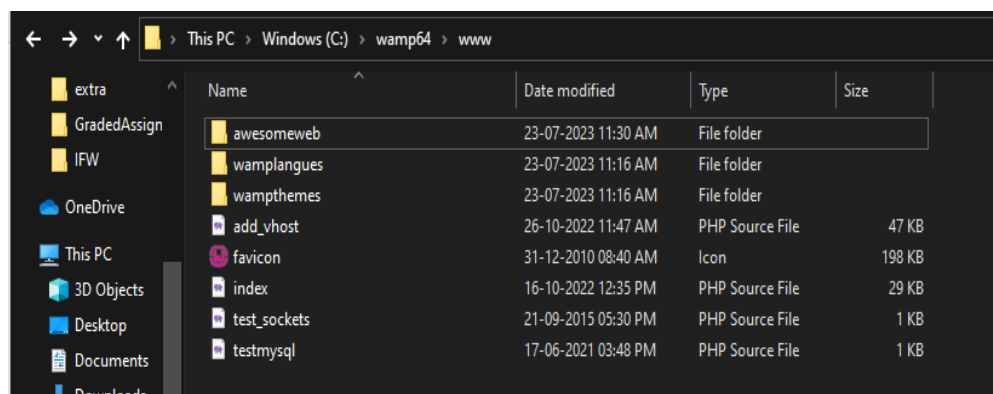 This PC > Windows (C:) > wamp64 > www
extra
GradedAssign
IFW
OneDrive
This PC
3D Objects
Desktop
Documents
Downloads
Name Date modified Type Size
awesomeweb 23-07-2023 11:30 AM File folder
wamplangues 23-07-2023 11:16 AM File folder
wampthemes 23-07-2023 11:16 AM File folder
add_vhost 26-10-2022 11:47 AM PHP Source File 47 KB
favicon 31-12-2010 08:40 AM Icon 198 KB
index 16-10-2022 12:35 PM PHP Source File 29 KB
test_sockets 21-09-2015 05:30 PM PHP Source File 1 KB
testmysql 17-06-2021 03:48 PM PHP Source File 1 KB